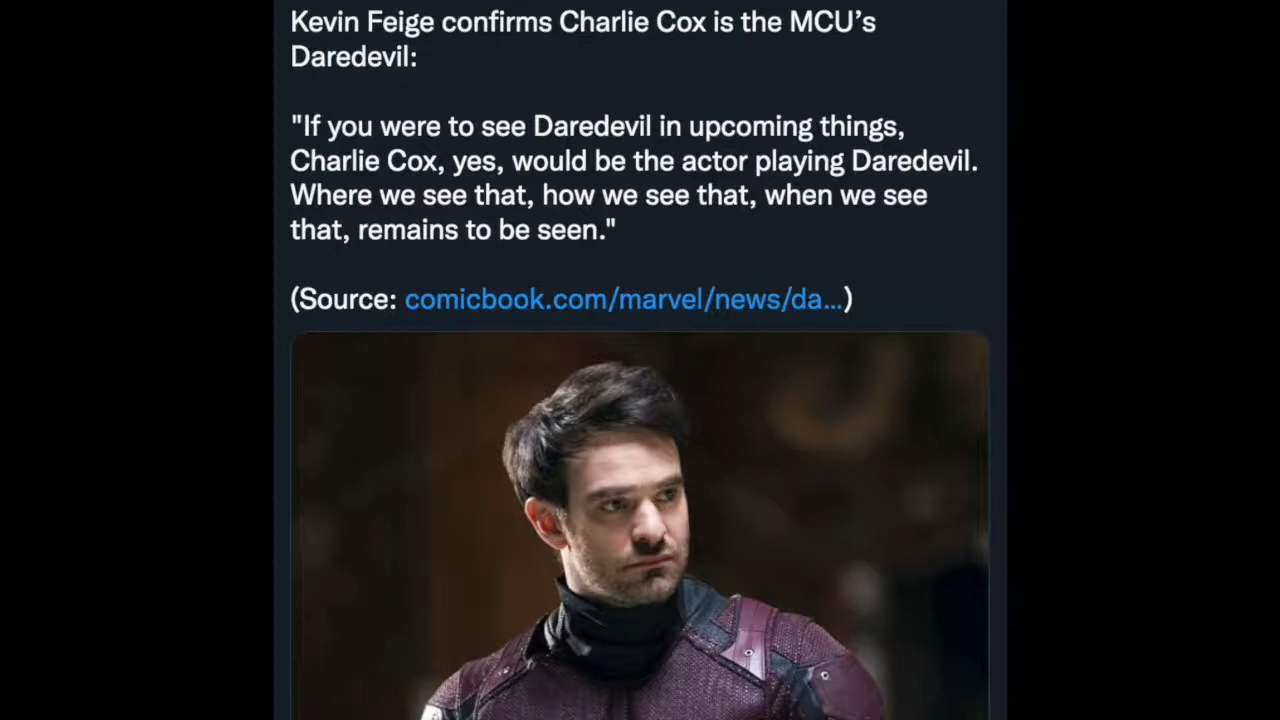 Kevin Feige confirms Charlie Cox is the MCU’s
Daredevil:
"If you were to see Daredevil in upcoming things,
Charlie Cox, yes, would be the actor playing Daredevil.
Where we see that, how we see that, when we see
that, remains to be seen."
(Source: comicbook.com/marvel/news/da…)